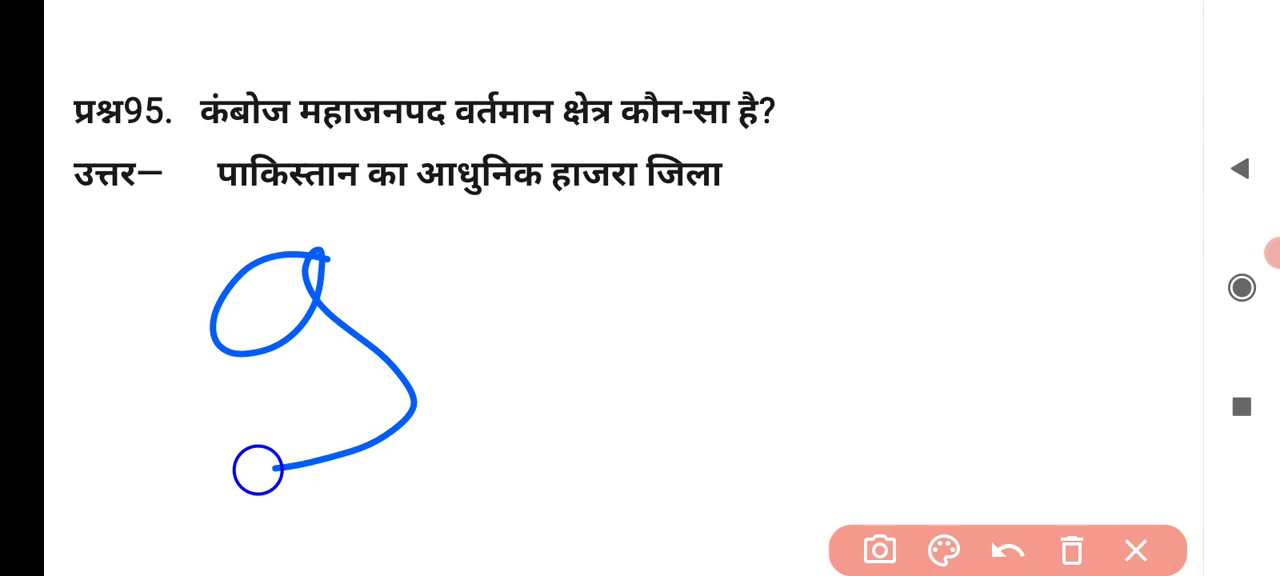 प्रश्न95. कंबोज महाजनपद वर्तमान क्षेत्र कौन-सा है?
उत्तर— पाकिस्तान का आधुनिक हाजरा जिला